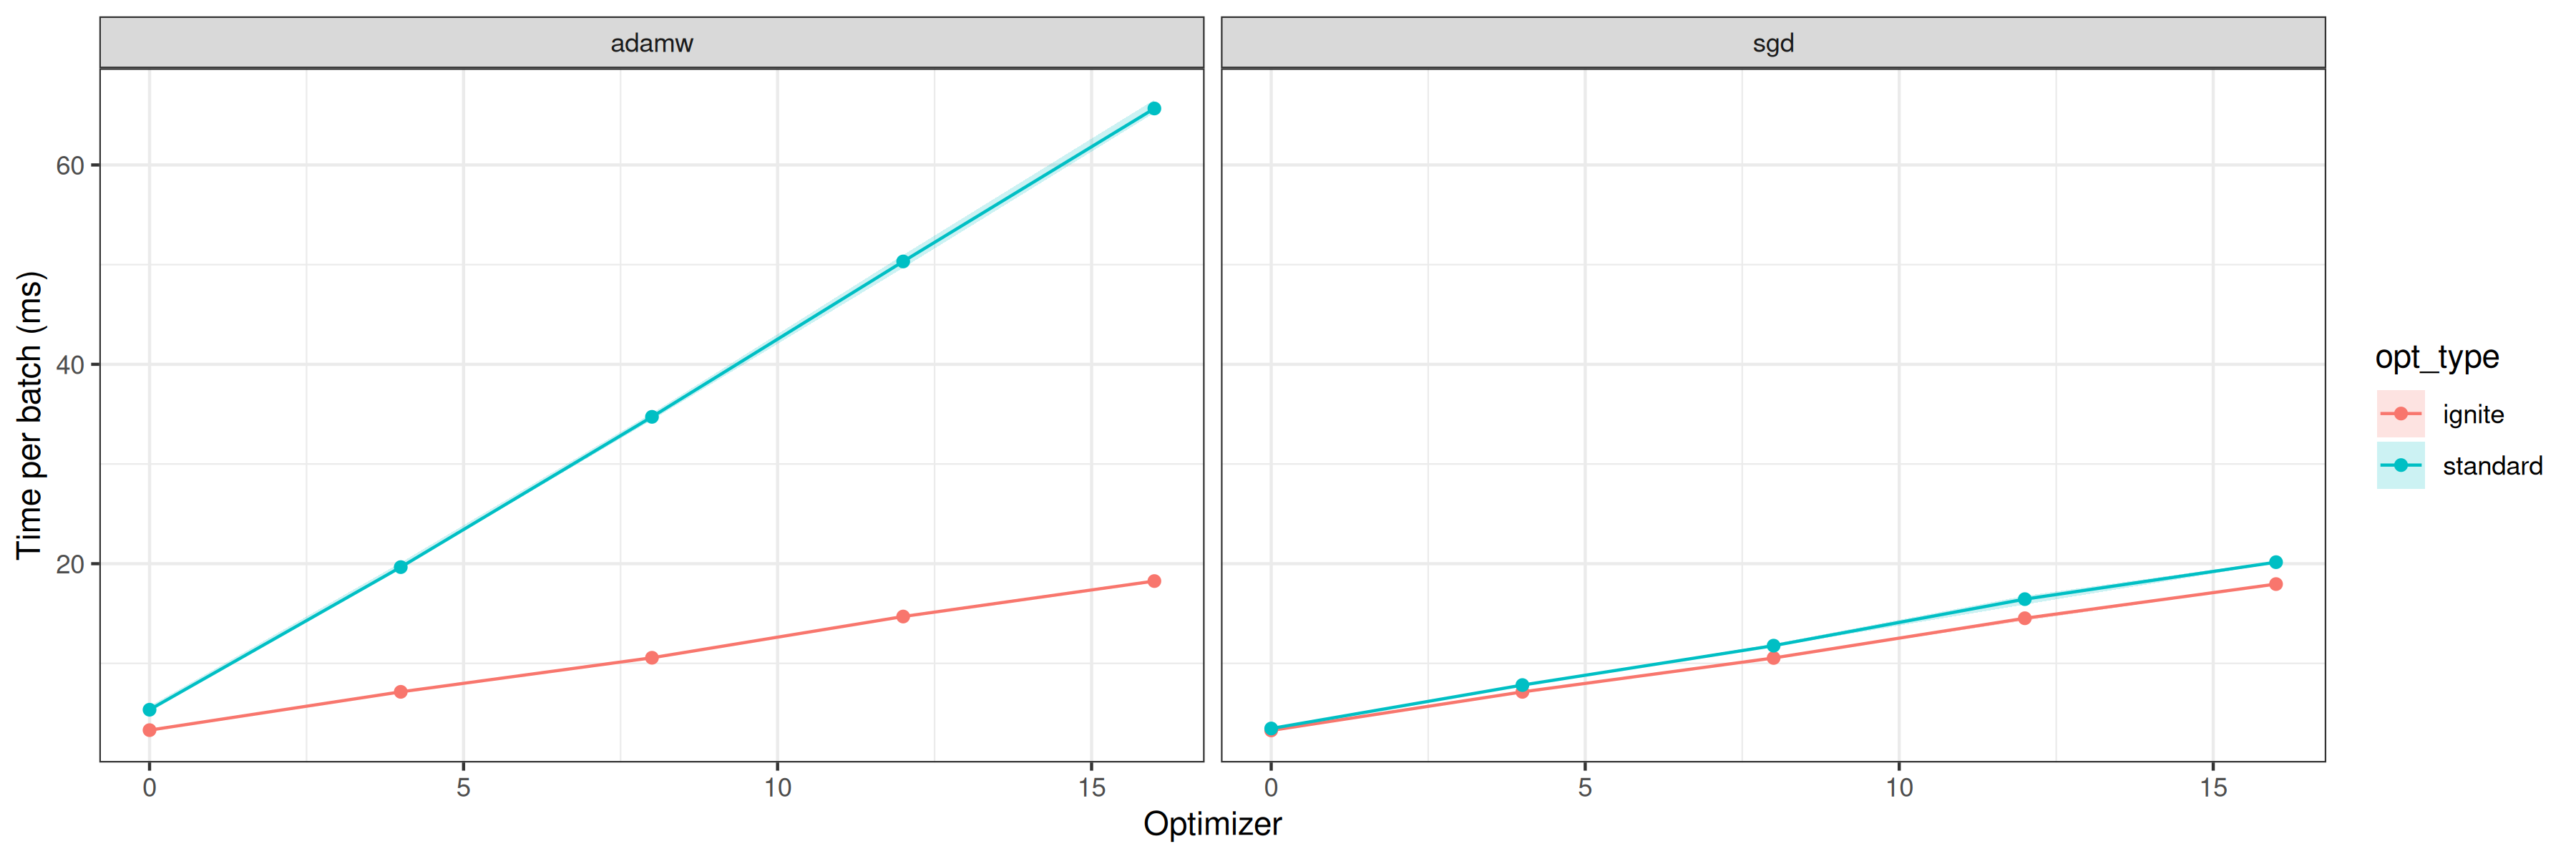 adamw
sgd
Time per batch (ms)
60
40
20
0 5 10 15
0 5 10 15
Optimizer
opt_type
ignite
standard